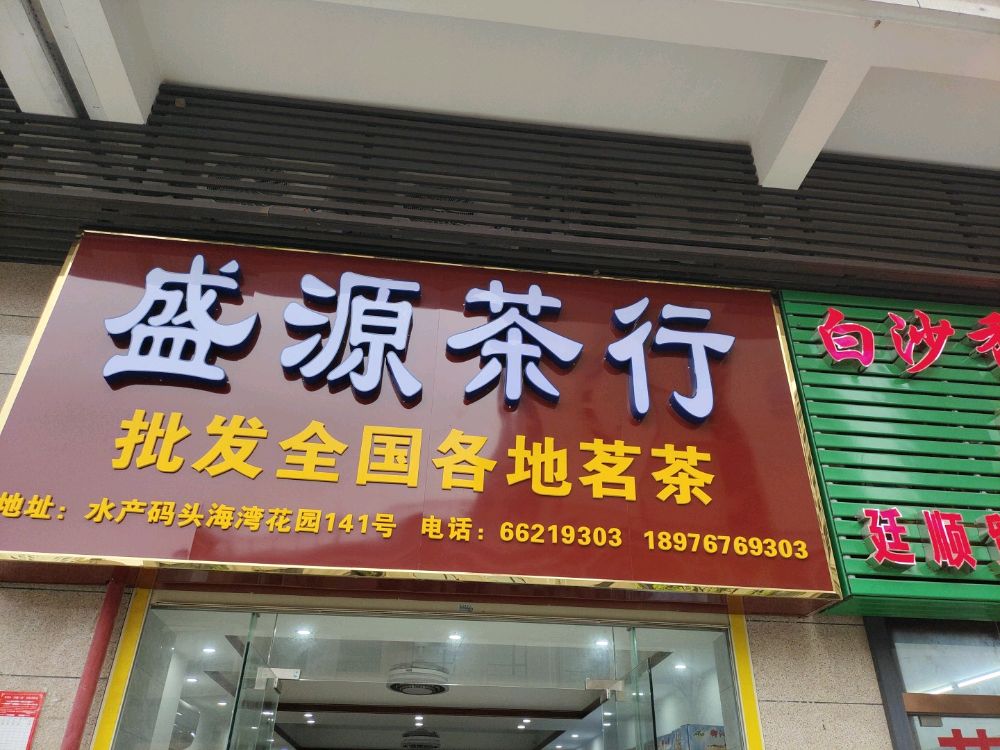 盛源茶行
批发全国各地茗茶
地址：水产码头海湾花园141号 电话：66219303 18976769303
白沙
廷顺